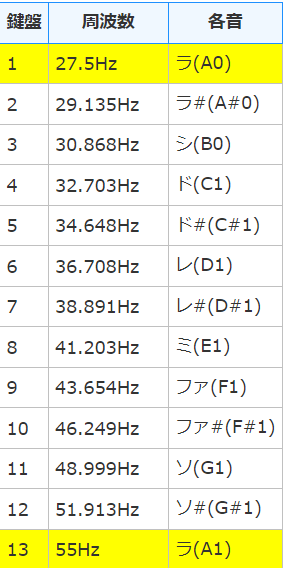 鍵盤 周波数 各音
1 27.5Hz ラ(A0)
2 29.135Hz ラ#(A#0)
3 30.868Hz シ(B0)
4 32.703Hz ド(C1)
5 34.648Hz ド#(C#1)
6 36.708Hz レ(D1)
7 38.891Hz レ#(D#1)
8 41.203Hz ミ(E1)
9 43.654Hz ファ(F1)
10 46.249Hz ファ#(F#1)
11 48.999Hz ソ(G1)
12 51.913Hz ソ#(G#1)
13 55Hz ラ(A1)